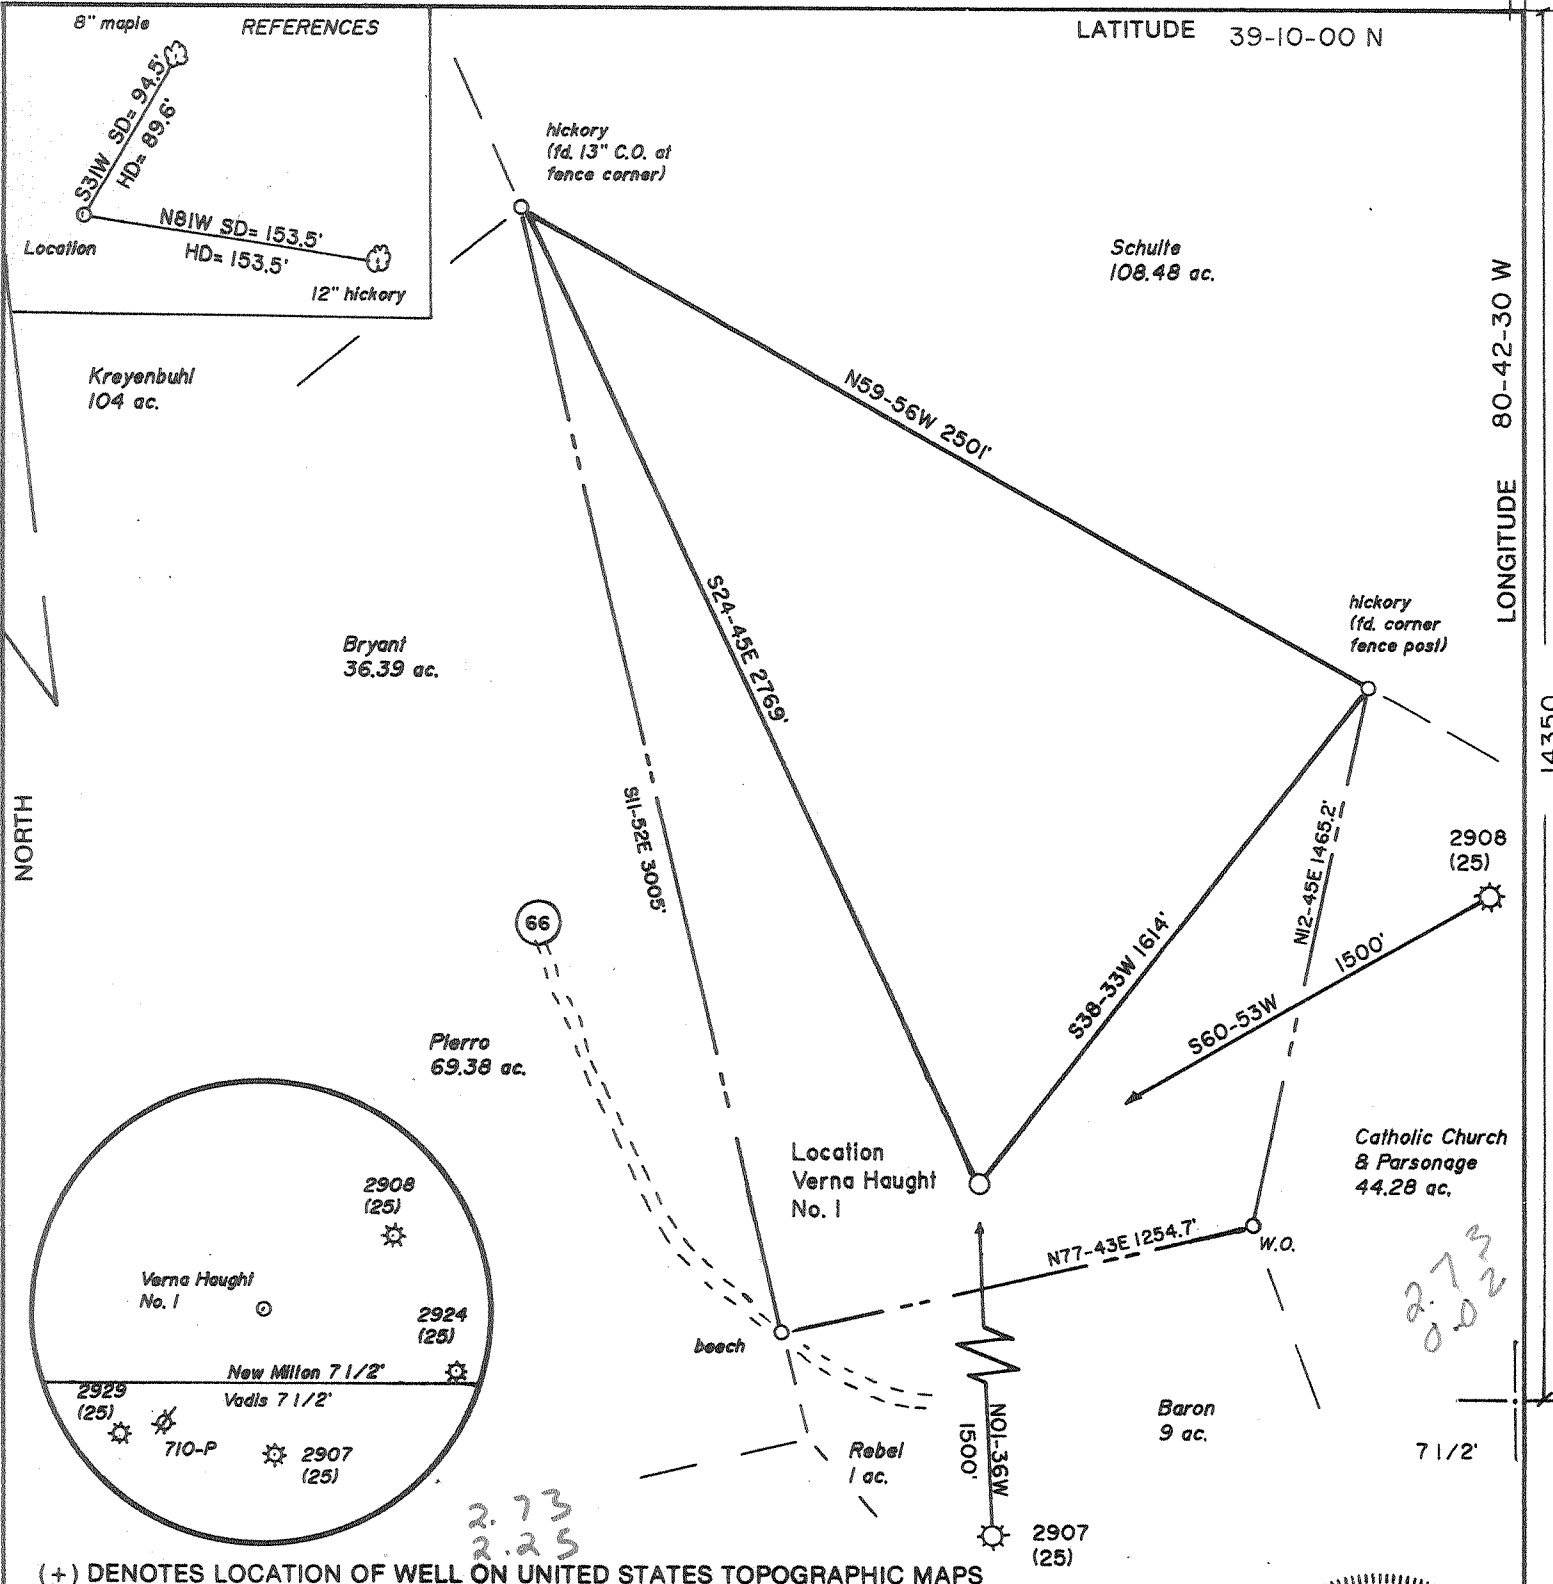 8" maple
REFERENCES
S31W SD= 94.5'
HD= 89.6'
N81W SD= 153.5'
HD= 153.5'
Location
12" hickory
LATITUDE 39-10-00 N
hickory
(fd. 13" C.O. at
fence corner)
Schulte
108.48 ac.
LONGITUDE 80-42-30 W
Kreyenbuhl
104 ac.
N59-56W 2501'
hickory
(fd. corner
fence post)
Bryant
36.39 ac.
S24-45E 2769'
14350
NORTH
S11-52E 3005'
N12-45E 1465.2'
2908
(25)
66
S38-33W 1614'
1500'
S60-53W
Pierro
69.38 ac.
Location
Verna Haught
No. 1
Catholic Church
& Parsonage
44.28 ac.
N77-43E 1254.7'
W.O.
2.73
0.02
beech
2908
(25)
Verna Haught
No. 1
2924
(25)
New Milton 7 1/2'
Vadis 7 1/2'
2929
(25)
710-P
2907
(25)
Rebel
1 ac.
N01-36W
1500'
Baron
9 ac.
7 1/2'
2.73
2.25
2907
(25)
(+) DENOTES LOCATION OF WELL ON UNITED STATES TOPOGRAPHIC MAPS